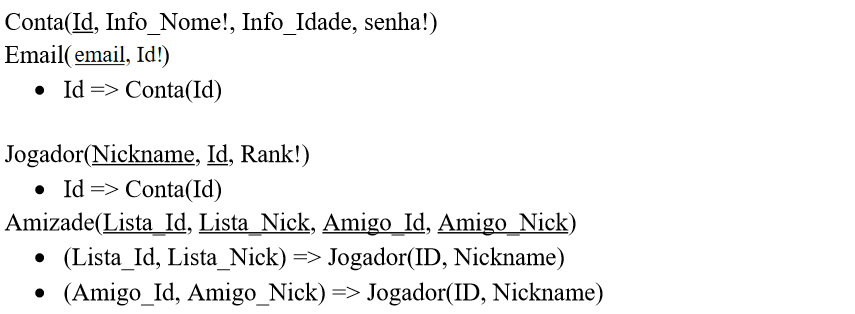 Conta(Id, Info_Nome!, Info_Idade, senha!)
Email( email, Id!)
• Id => Conta(Id)
Jogador(Nickname, Id, Rank!)
• Id => Conta(Id)
Amizade(Lista_Id, Lista_Nick, Amigo_Id, Amigo_Nick)
• (Lista_Id, Lista_Nick) => Jogador(ID, Nickname)
• (Amigo_Id, Amigo_Nick) => Jogador(ID, Nickname)